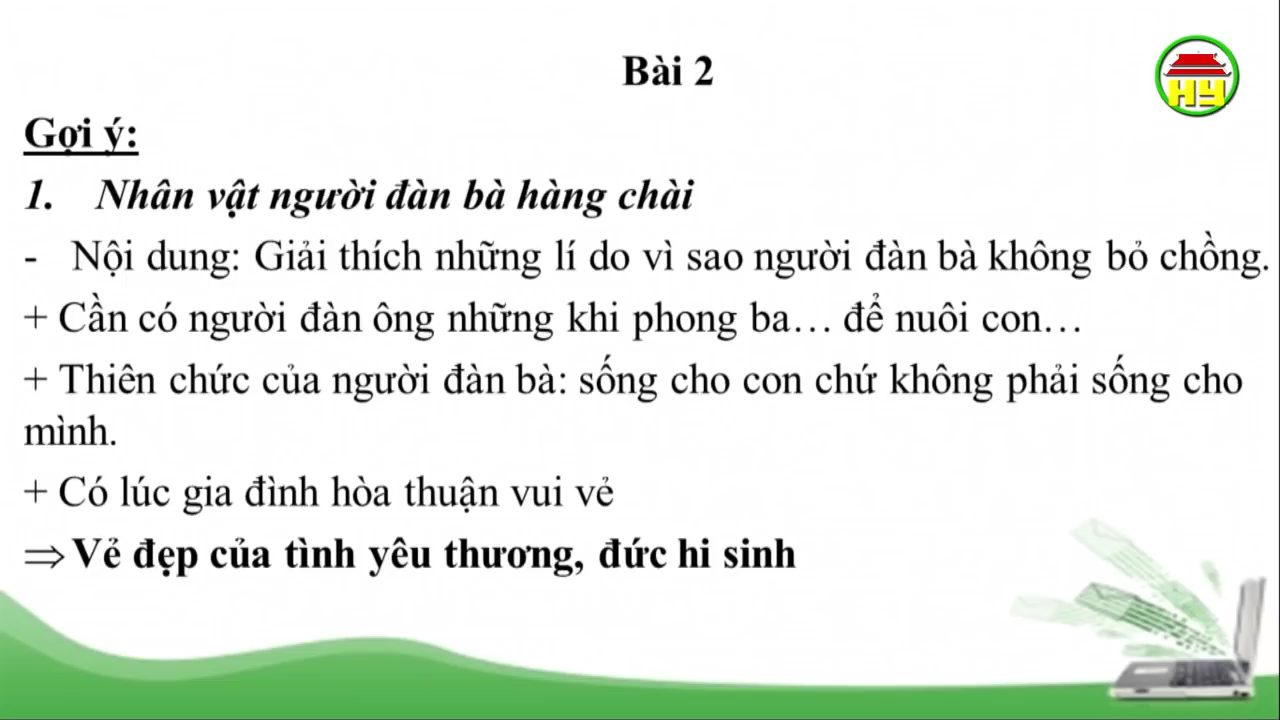 Bài 2
HY
Gợi ý:
1. Nhân vật người đàn bà hàng chài
- Nội dung: Giải thích những lí do vì sao người đàn bà không bỏ chồng.
+ Cần có người đàn ông những khi phong ba… để nuôi con…
+ Thiên chức của người đàn bà: sống cho con chứ không phải sống cho
mình.
+ Có lúc gia đình hòa thuận vui vẻ
⇒ Vẻ đẹp của tình yêu thương, đức hi sinh